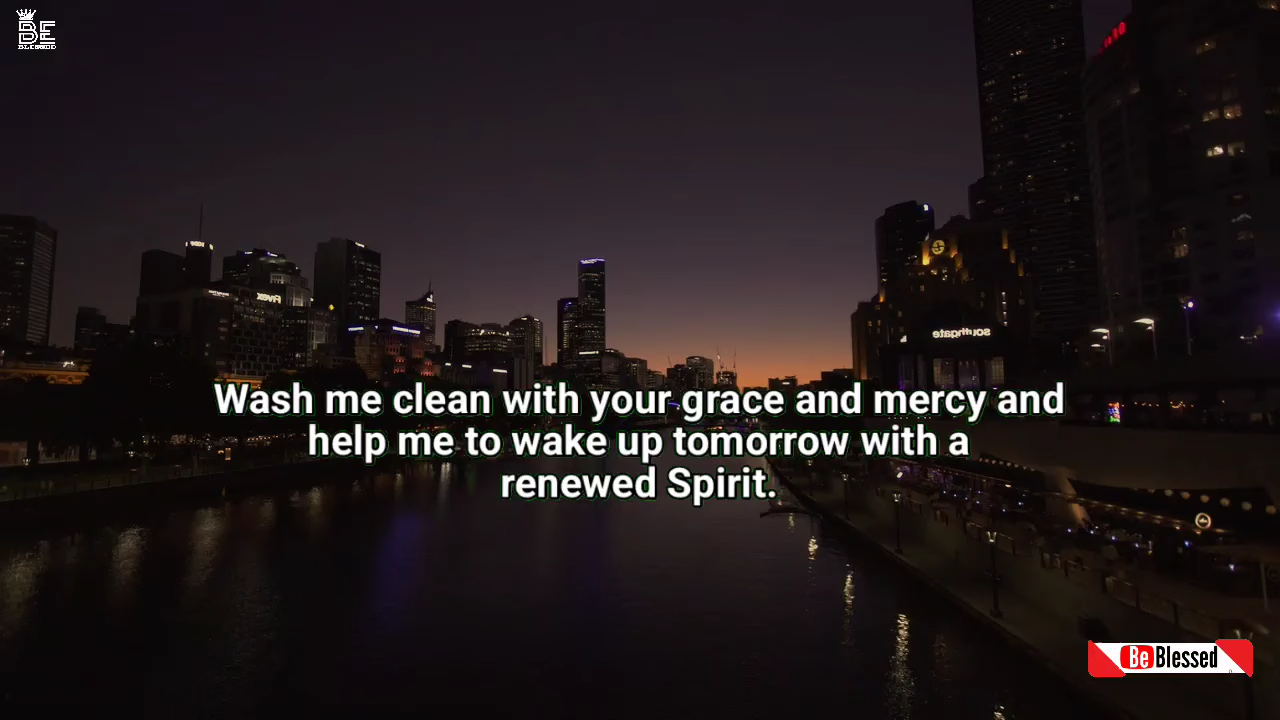 BE
BLESSED
southgate
Wash me clean with your grace and mercy and
help me to wake up tomorrow with a
renewed Spirit.
Be Blessed